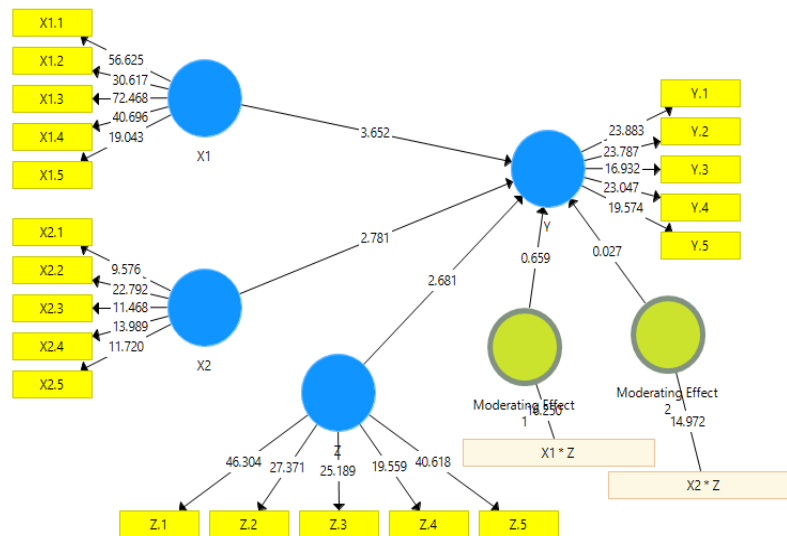 X1.1
X1.2
X1.3
X1.4
X1.5
56.625
30.617
72.468
40.696
19.043
X1
3.652
Y.1
Y.2
Y.3
Y.4
Y.5
23.883
23.787
16.932
23.047
19.574
Y
X2.1
X2.2
X2.3
X2.4
X2.5
9.576
22.792
11.468
13.989
11.720
X2
2.781
2.681
0.659
0.027
Moderating Effect
1
X1 * Z
Moderating Effect
2
14.972
X2 * Z
Z
46.304
27.371
25.189
19.559
40.618
Z.1
Z.2
Z.3
Z.4
Z.5